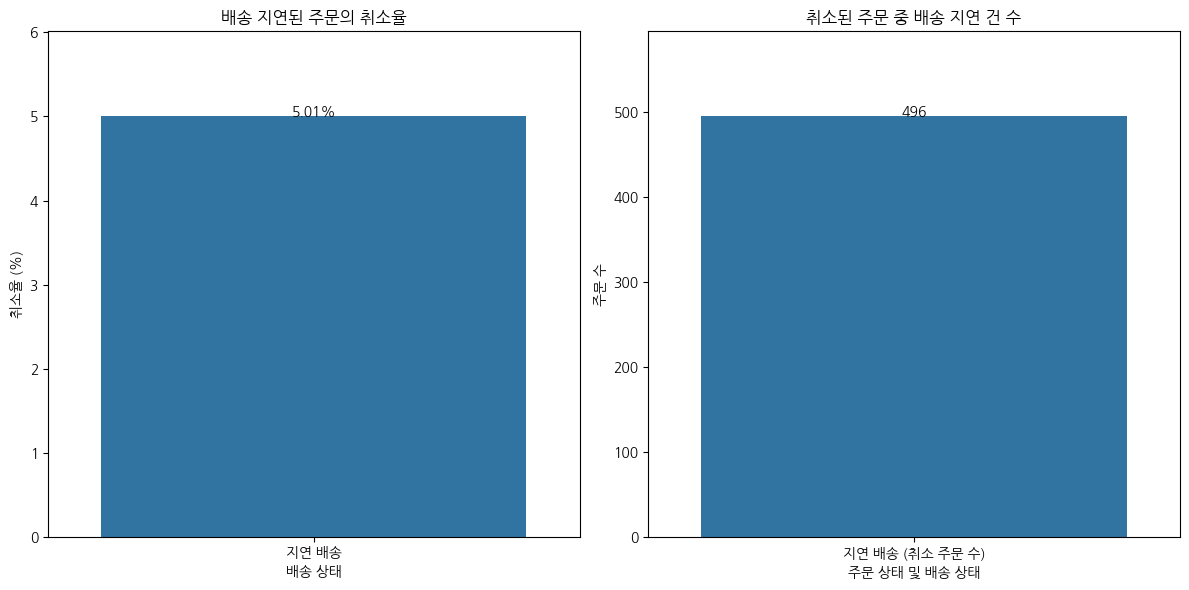 배송 지연된 주문의 취소율
6
5
4
3
2
1
0
취소율 (%)
5.01%
지연 배송
배송 상태
취소된 주문 중 배송 지연 건 수
500
400
300
200
100
0
주문 수
496
지연 배송 (취소 주문 수)
주문 상태 및 배송 상태